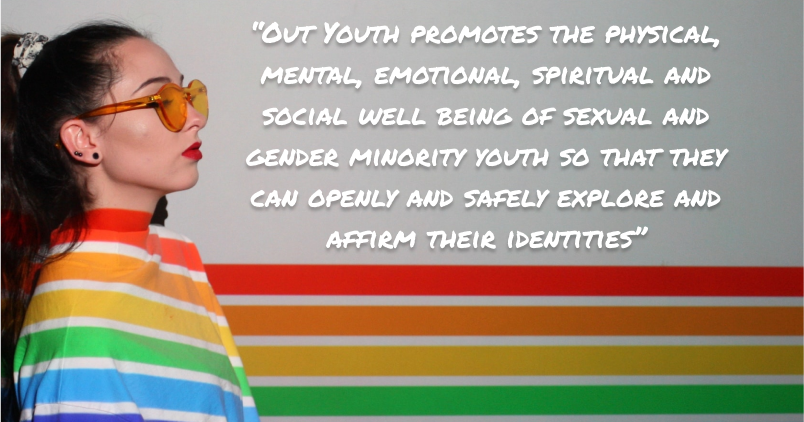 "Out Youth promotes the physical,
mental, emotional, spiritual and
social well being of sexual and
gender minority youth so that they
can openly and safely explore and
affirm their identities"